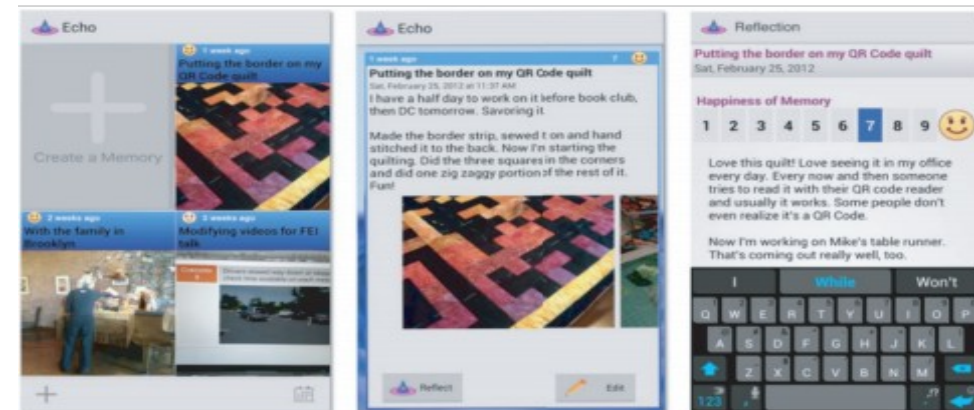 Echo
Create a Memory
1 week ago
Putting the border on my
QR Code quilt
2 weeks ago
With the family in
Brooklyn
3 weeks ago
Modifying videos for FEI
talk
Echo
1 week ago 7
Putting the border on my QR Code quilt
Sat, February 25, 2012 at 11:37 AM
I have a half day to work on it before book club,
then DC tomorrow. Savoring it
Made the border strip, sewed t on and hand
stitched it to the back. Now I'm starting the
quilting. Did the three squares in the corners
and did one zig zaggy portion of the rest of it.
Fun!
Reflect
Edit
Reflection
Putting the border on my QR Code quilt
Sat, February 25, 2012
Happiness of Memory
1 2 3 4 5 6 7 8 9
Love this quilt! Love seeing it in my office
every day. Every now and then someone
tries to read it with their QR code reader
and usually it works. Some people don't
even realize it's a QR Code.
Now I'm working on Mike's table runner.
That's coming out really well, too.
I While Won't
Q W E R T Y U I O P
A S D F G H J K L
Z X C V B N M
123